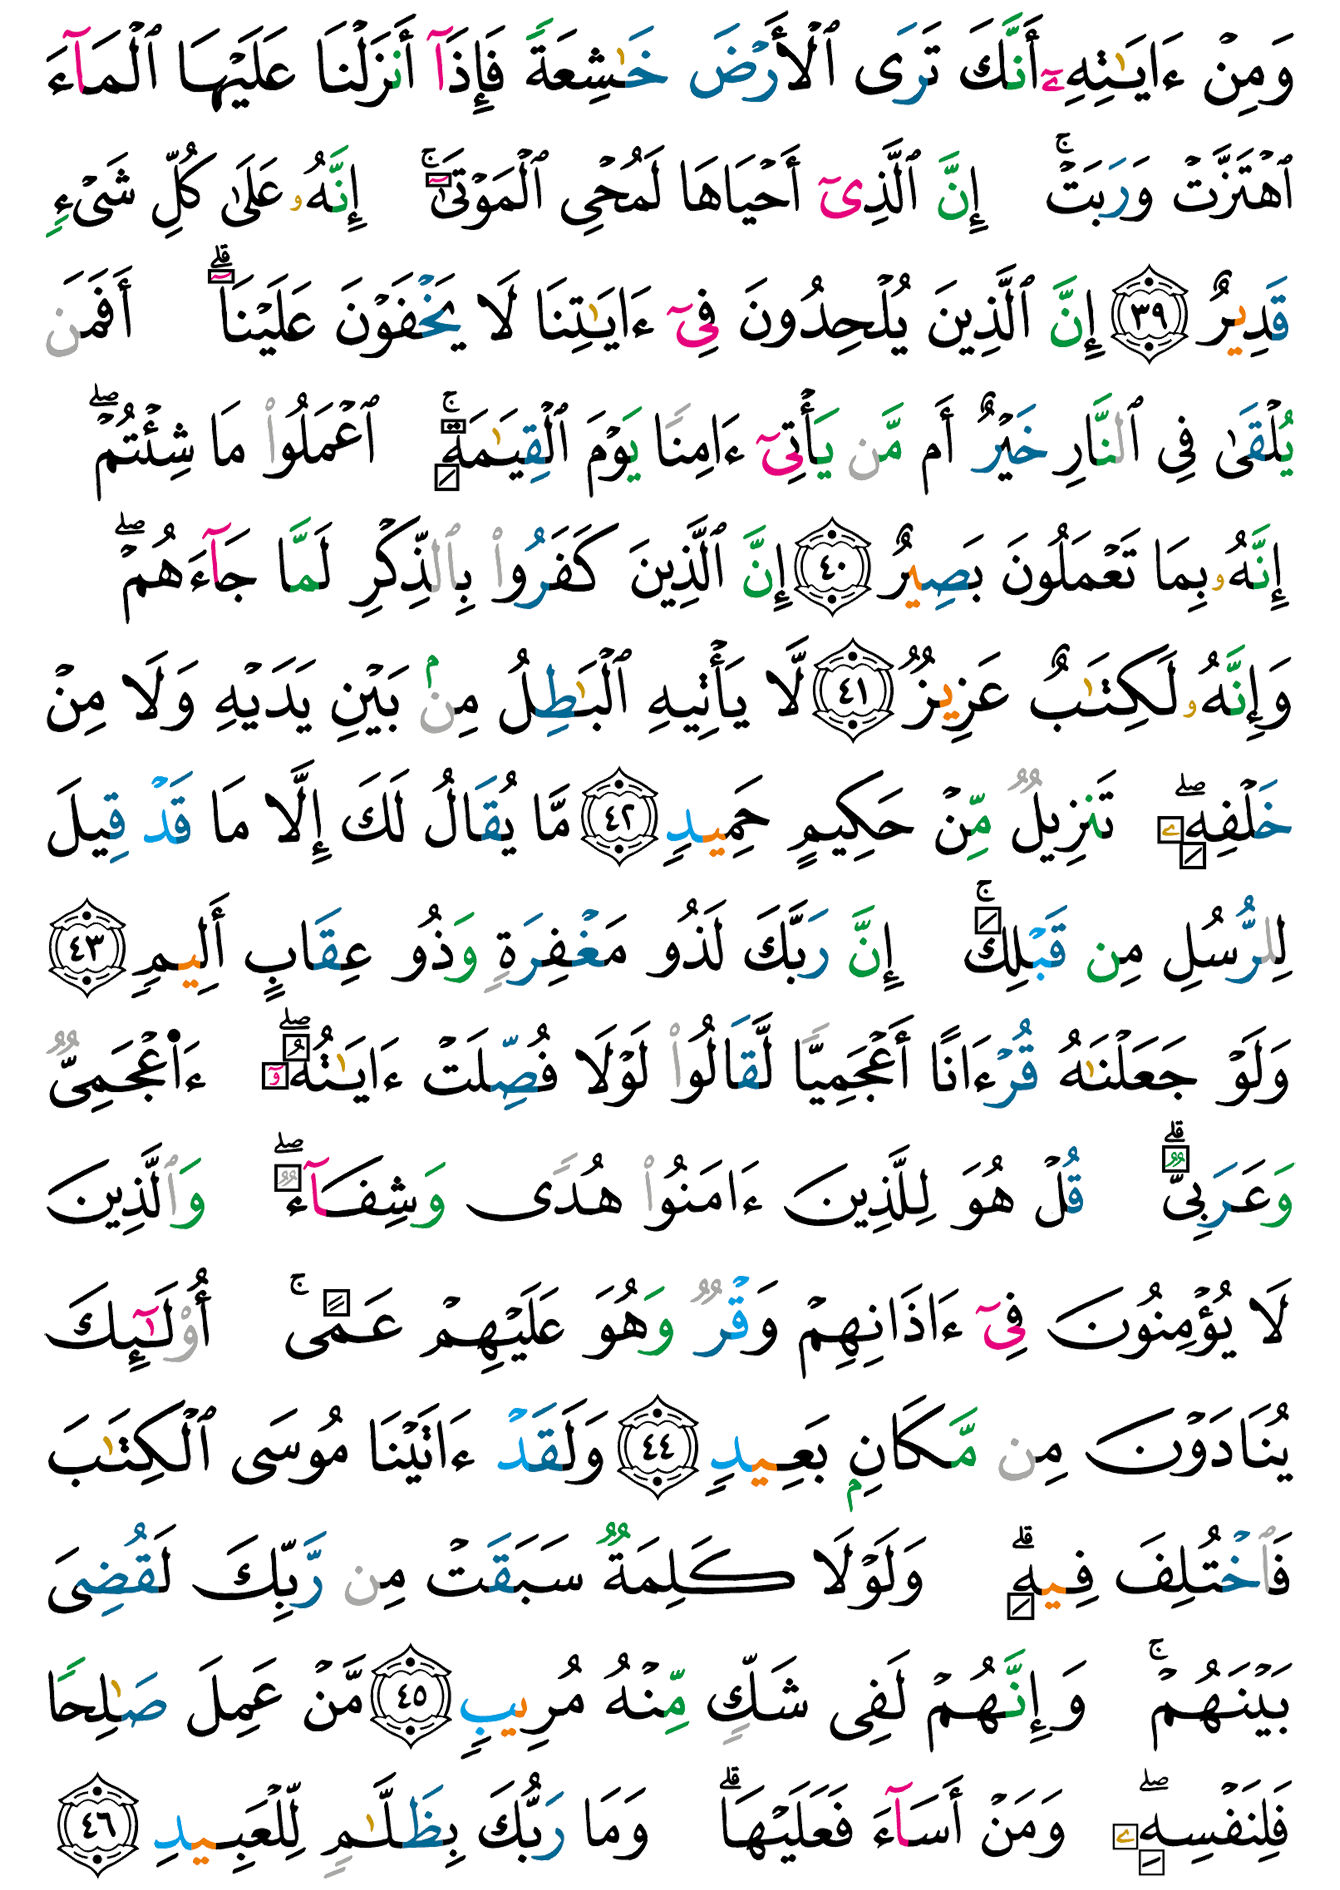 وَمِنْ ءَايَٰتِهِۦٓ أَنَّكَ تَرَى ٱلْأَرْضَ خَٰشِعَةً فَإِذَآ أَنزَلْنَا عَلَيْهَا ٱلْمَآءَ
ٱهْتَزَّتْ وَرَبَتْ ۚ إِنَّ ٱلَّذِىٓ أَحْيَاهَا لَمُحْىِ ٱلْمَوْتَىٰٓ ۚ إِنَّهُۥ عَلَىٰ كُلِّ شَىْءٍ
قَدِيرٌ ٣٩ إِنَّ ٱلَّذِينَ يُلْحِدُونَ فِىٓ ءَايَٰتِنَا لَا يَخْفَوْنَ عَلَيْنَآ ۗ أَفَمَن
يُلْقَىٰ فِى ٱلنَّارِ خَيْرٌ أَم مَّن يَأْتِىٓ ءَامِنًا يَوْمَ ٱلْقِيَٰمَةِ ۚ ٱعْمَلُوا۟ مَا شِئْتُمْ ۖ
إِنَّهُۥ بِمَا تَعْمَلُونَ بَصِيرٌ ٤٠ إِنَّ ٱلَّذِينَ كَفَرُوا۟ بِٱلذِّكْرِ لَمَّا جَآءَهُمْ ۖ
وَإِنَّهُۥ لَكِتَٰبٌ عَزِيزٌ ٤١ لَّا يَأْتِيهِ ٱلْبَٰطِلُ مِنۢ بَيْنِ يَدَيْهِ وَلَا مِنْ
خَلْفِهِۦ ۖ تَنزِيلٌ مِّنْ حَكِيمٍ حَمِيدٍ ٤٢ مَّا يُقَالُ لَكَ إِلَّا مَا قَدْ قِيلَ
لِلرُّسُلِ مِن قَبْلِكَ ۚ إِنَّ رَبَّكَ لَذُو مَغْفِرَةٍ وَذُو عِقَابٍ أَلِيمٍ ٤٣
وَلَوْ جَعَلْنَٰهُ قُرْءَانًا أَعْجَمِيًّا لَّقَالُوا۟ لَوْلَا فُصِّلَتْ ءَايَٰتُهُۥٓ ۖ ءَا۬عْجَمِىٌّ
وَعَرَبِىٌّ ۗ قُلْ هُوَ لِلَّذِينَ ءَامَنُوا۟ هُدًى وَشِفَآءٌ ۖ وَٱلَّذِينَ
لَا يُؤْمِنُونَ فِىٓ ءَاذَانِهِمْ وَقْرٌ وَهُوَ عَلَيْهِمْ عَمًى ۚ أُو۟لَٰٓئِكَ
يُنَادَوْنَ مِن مَّكَانٍۭ بَعِيدٍ ٤٤ وَلَقَدْ ءَاتَيْنَا مُوسَى ٱلْكِتَٰبَ
فَٱخْتُلِفَ فِيهِ ۗ وَلَوْلَا كَلِمَةٌ سَبَقَتْ مِن رَّبِّكَ لَقُضِىَ
بَيْنَهُمْ ۚ وَإِنَّهُمْ لَفِى شَكٍّ مِّنْهُ مُرِيبٍ ٤٥ مَّنْ عَمِلَ صَٰلِحًا
فَلِنَفْسِهِۦ ۖ وَمَنْ أَسَآءَ فَعَلَيْهَا ۗ وَمَا رَبُّكَ بِظَلَّٰمٍ لِّلْعَبِيدِ ٤٦